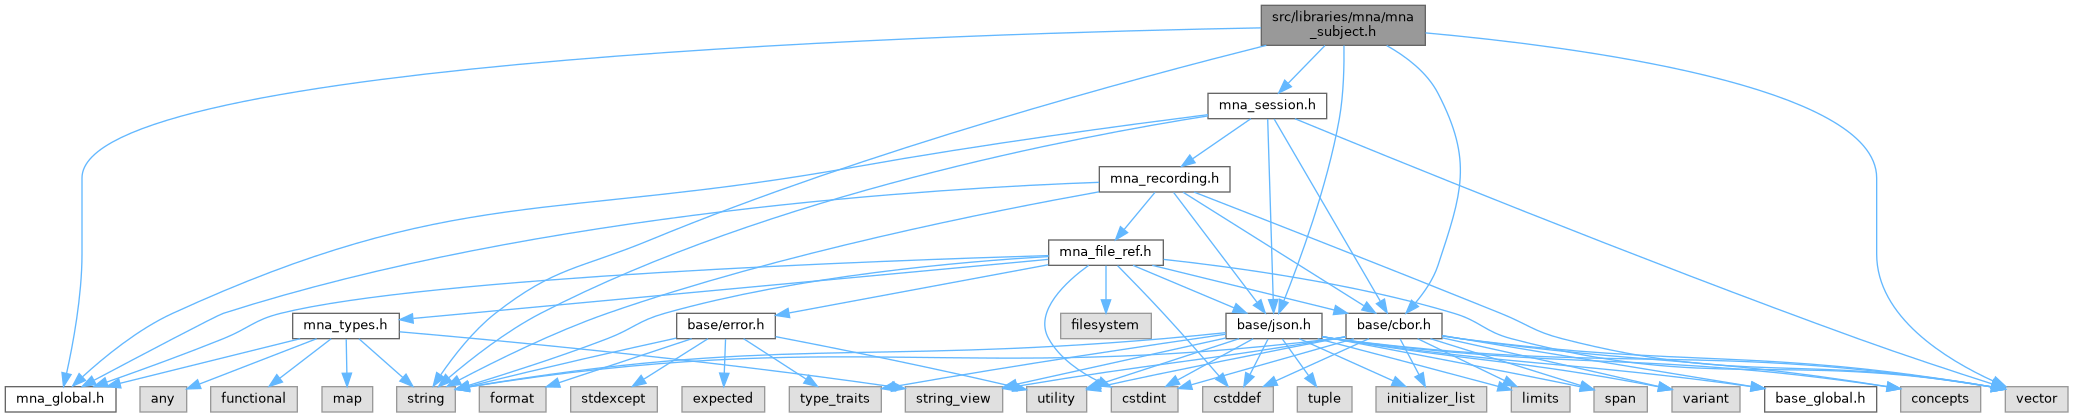 src/libraries/mna/mna
_subject.h
mna_session.h
mna_recording.h
mna_file_ref.h
mna_types.h
base/error.h
filesystem
base/json.h
base/cbor.h
mna_global.h
any
functional
map
string
format
stdexcept
expected
type_traits
string_view
utility
cstdint
cstddef
tuple
initializer_list
limits
span
variant
base_global.h
concepts
vector